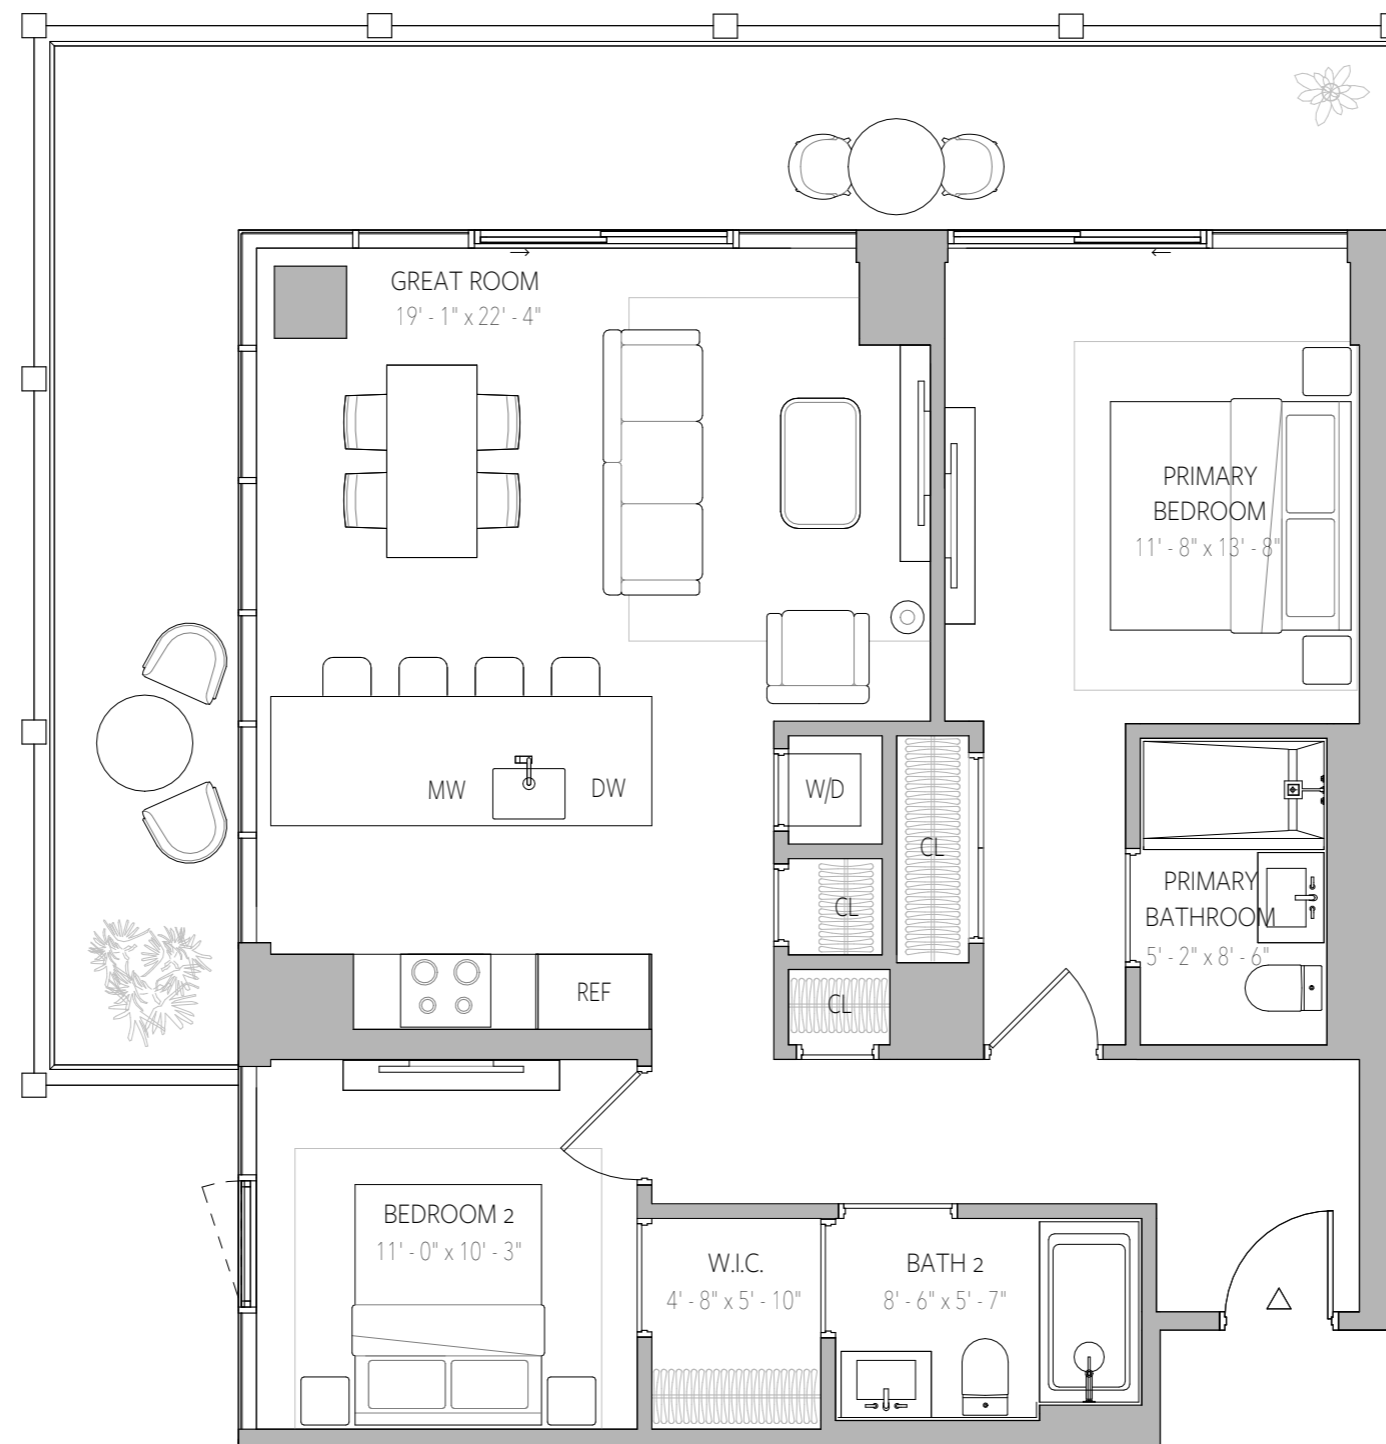 GREAT ROOM
19' - 1" x 22' - 4"
PRIMARY
BEDROOM
11' - 8" x 13' - 8"
MW
DW
W/D
CL
CL
CL
PRIMARY
BATHROOM
5' - 2" x 8' - 6"
REF
BEDROOM 2
11' - 0" x 10' - 3"
W.I.C.
4' - 8" x 5' - 10"
BATH 2
8' - 6" x 5' - 7"